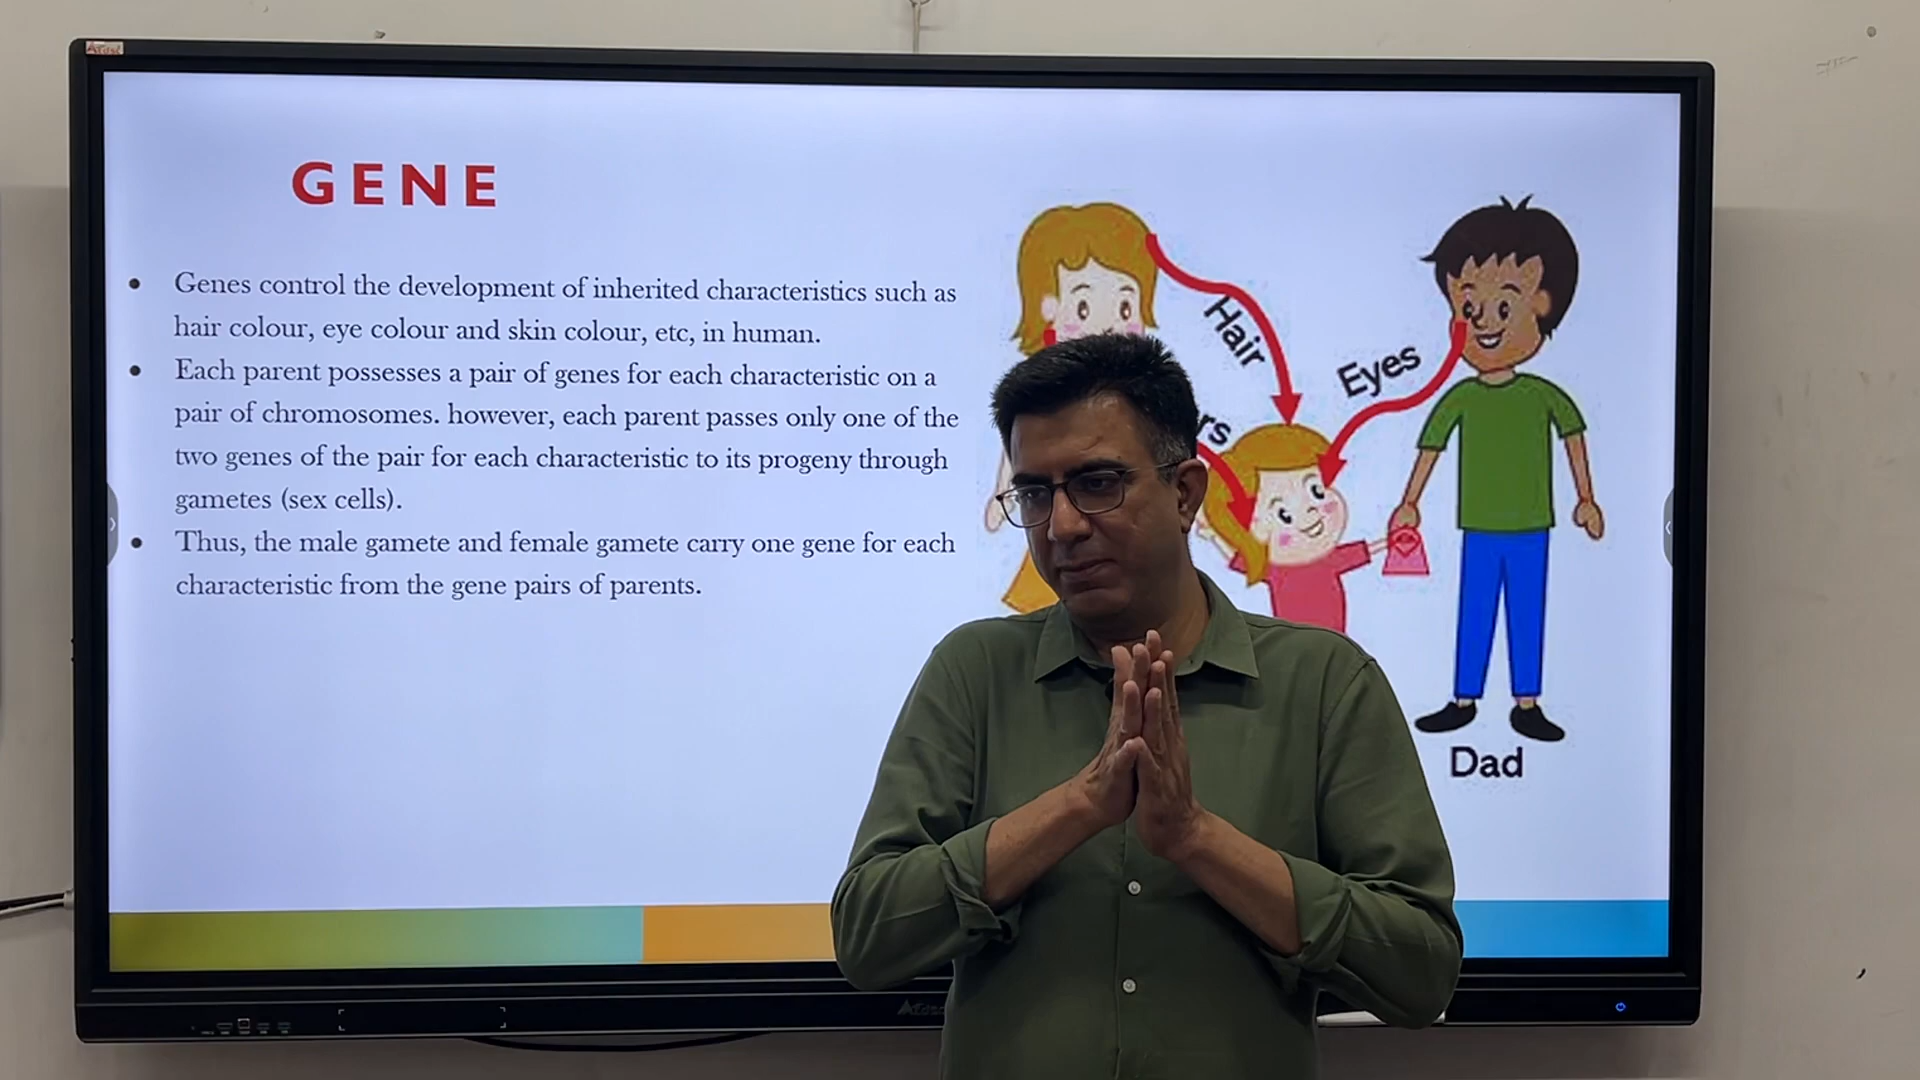 GENE
Genes control the development of inherited characteristics such as
hair colour, eye colour and skin colour, etc, in human.
Each parent possesses a pair of genes for each characteristic on a
pair of chromosomes. however, each parent passes only one of the
two genes of the pair for each characteristic to its progeny through
gametes (sex cells).
Thus, the male gamete and female gamete carry one gene for each
characteristic from the gene pairs of parents.
Hair
Eyes
Dad